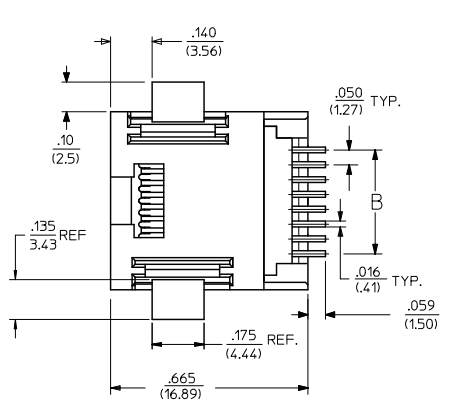 .140
(3.56)
.050 TYP.
(1.27)
.10
(2.5)
B
.135 REF
3.43
.016 TYP.
(.41)
.059
(1.50)
.175 REF.
(4.44)
.665
(16.89)